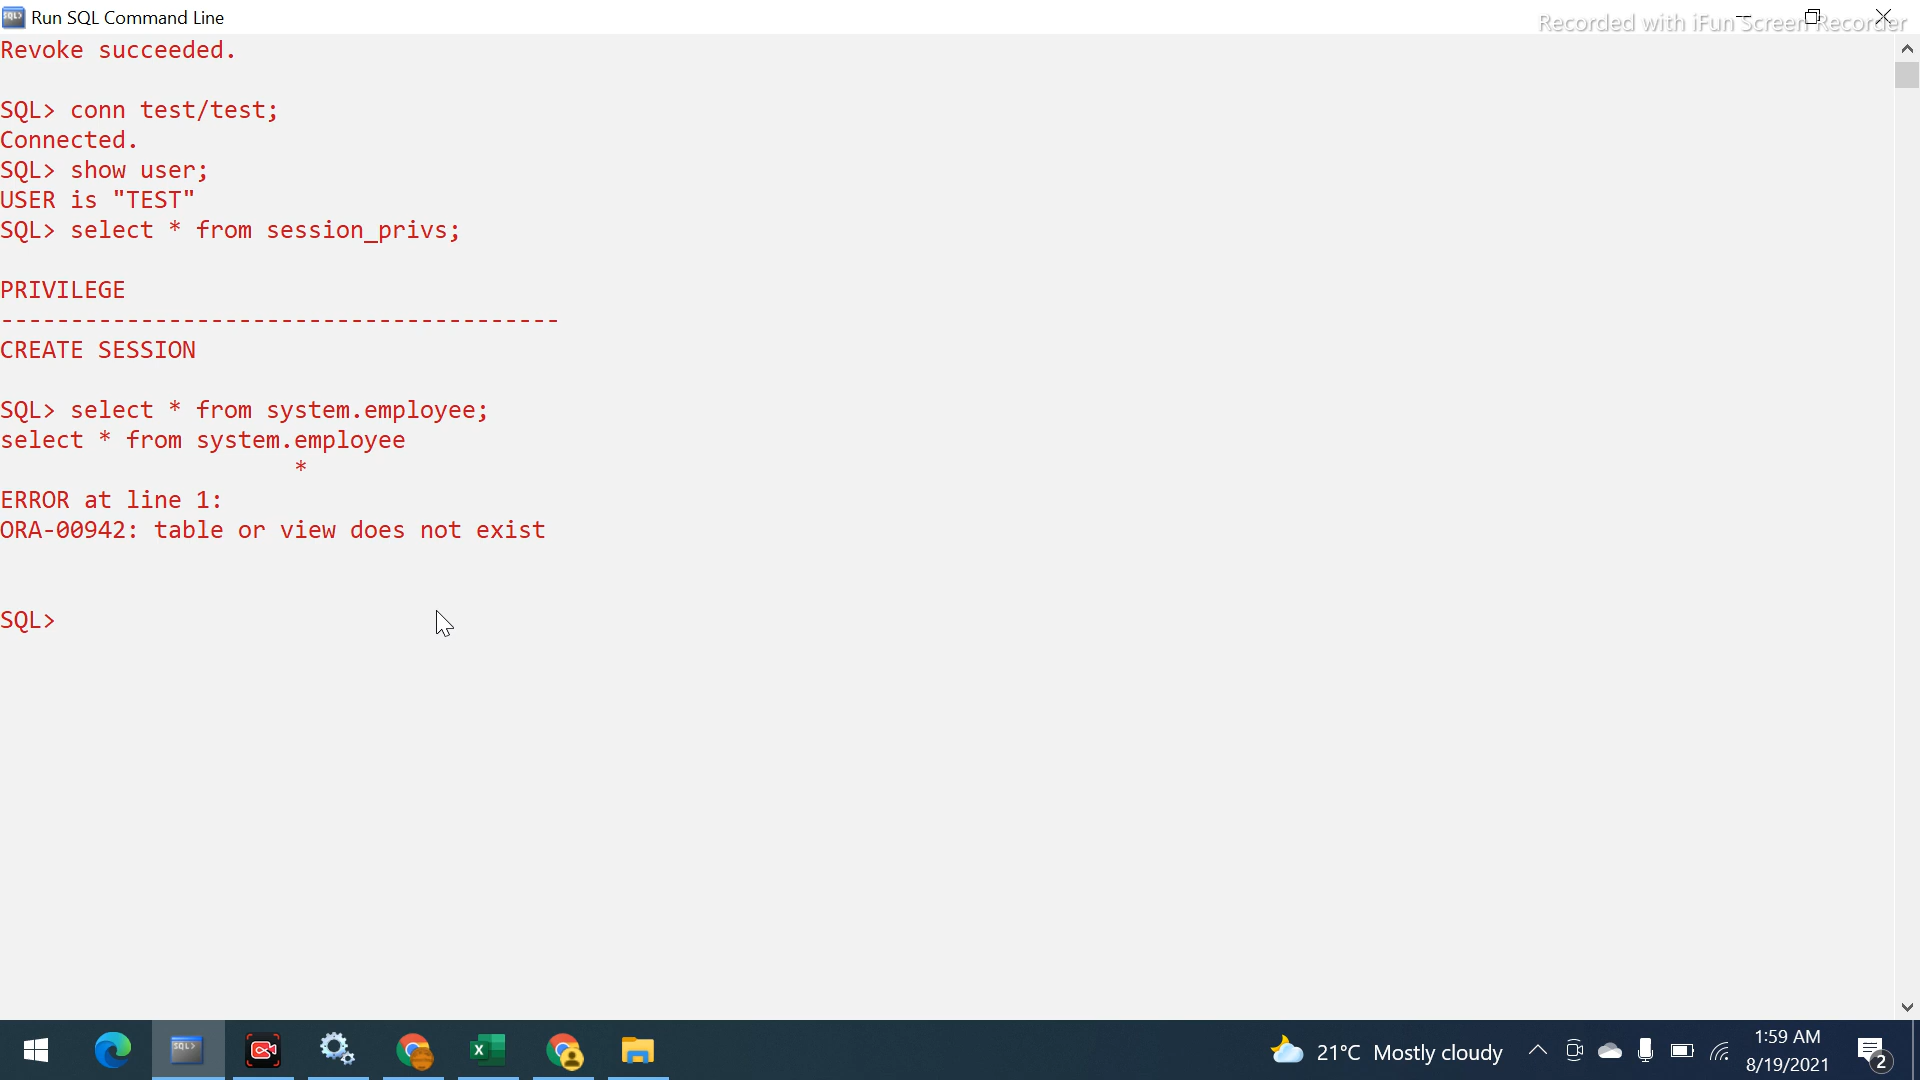 Run SQL Command Line
Recorded with iFun Screen Recorder
Revoke succeeded.
SQL> conn test/test;
Connected.
SQL> show user;
USER is "TEST"
SQL> select * from session_privs;
PRIVILEGE
----------------------------------------
CREATE SESSION
SQL> select * from system.employee;
select * from system.employee
*
ERROR at line 1:
ORA-00942: table or view does not exist
SQL>
21°C Mostly cloudy
1:59 AM
8/19/2021
2